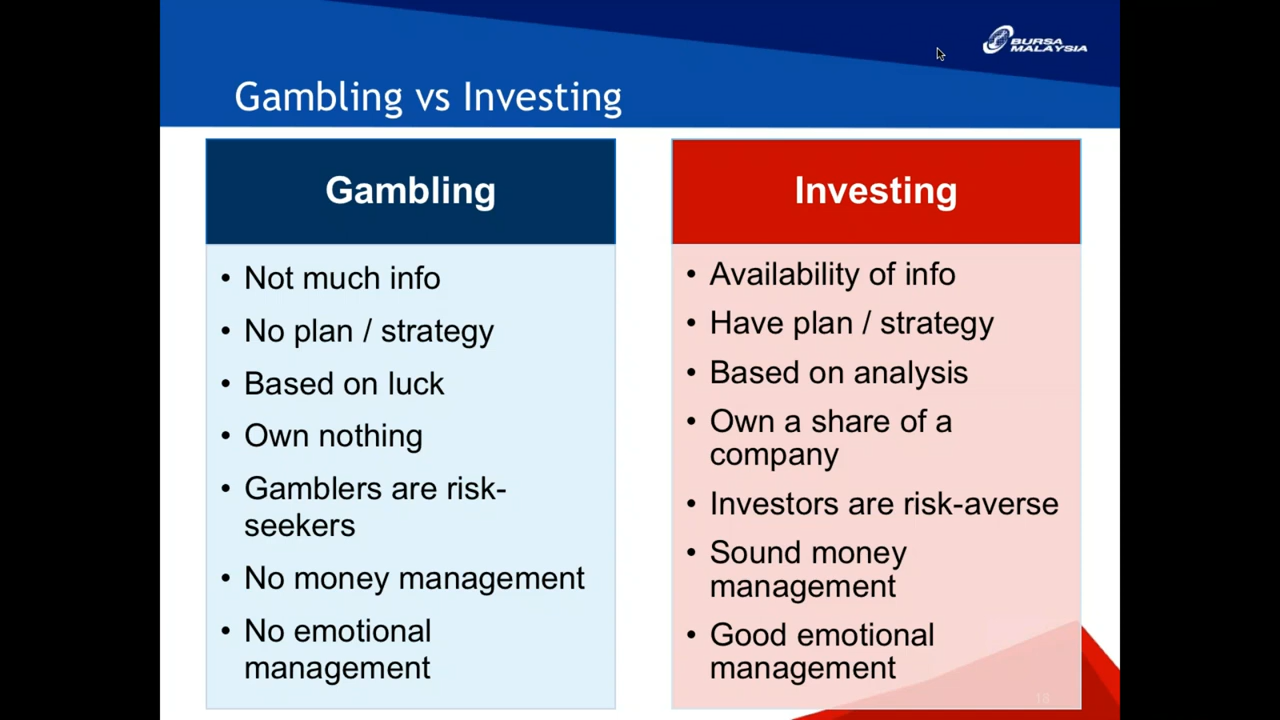 BURSA
MALAYSIA
Gambling vs Investing
Gambling
• Not much info
• No plan / strategy
• Based on luck
• Own nothing
• Gamblers are risk-
seekers
• No money management
• No emotional
management
Investing
• Availability of info
• Have plan / strategy
• Based on analysis
• Own a share of a
company
• Investors are risk-averse
• Sound money
management
• Good emotional
management